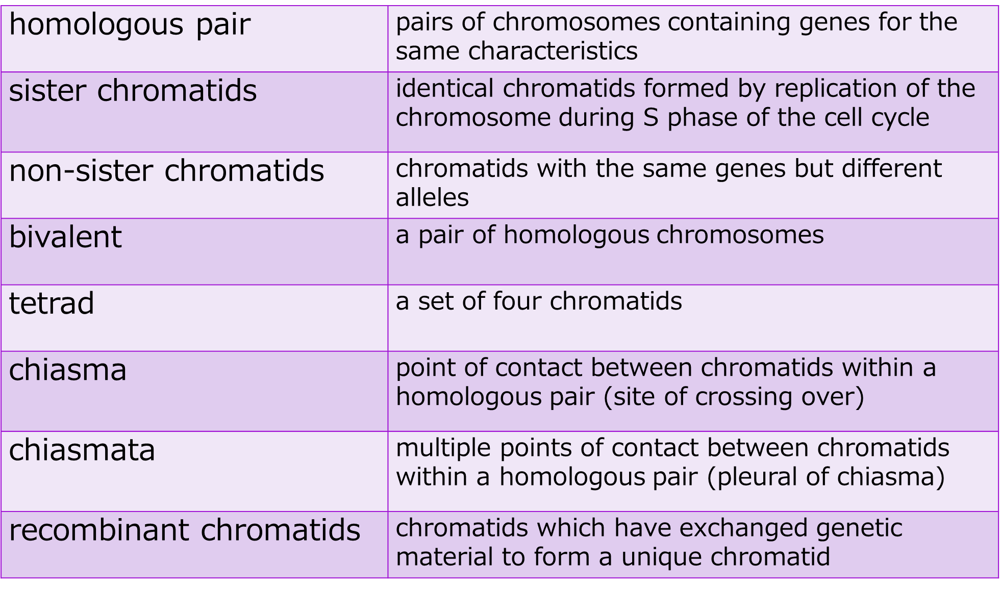 homologous pair
pairs of chromosomes containing genes for the
same characteristics
sister chromatids
identical chromatids formed by replication of the
chromosome during S phase of the cell cycle
non-sister chromatids
chromatids with the same genes but different
alleles
bivalent
a pair of homologous chromosomes
tetrad
a set of four chromatids
chiasma
point of contact between chromatids within a
homologous pair (site of crossing over)
chiasmata
multiple points of contact between chromatids
within a homologous pair (pleural of chiasma)
recombinant chromatids
chromatids which have exchanged genetic
material to form a unique chromatid